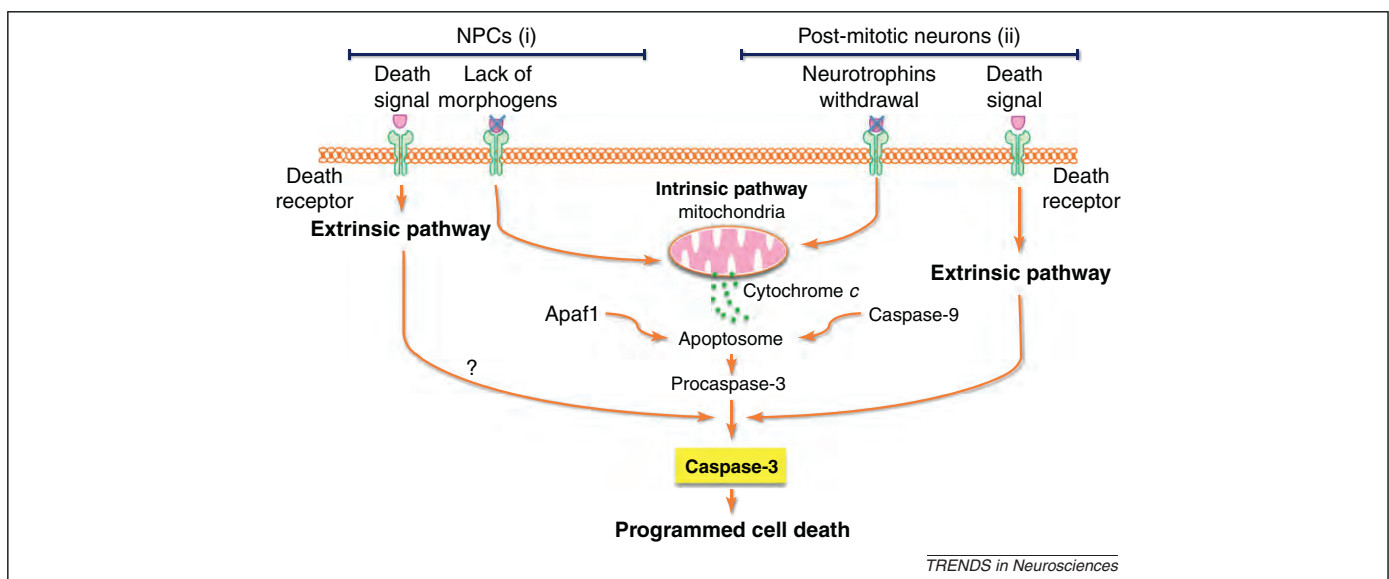 NPCs (i)
Post-mitotic neurons (ii)
Death
signal
Lack of
morphogens
Neurotrophins
withdrawal
Death
signal
Death
receptor
Death
receptor
Intrinsic pathway
mitochondria
Extrinsic pathway
Extrinsic pathway
Cytochrome c
Apaf1
Caspase-9
Apoptosome
?
Procaspase-3
Caspase-3
Programmed cell death
TRENDS in Neurosciences